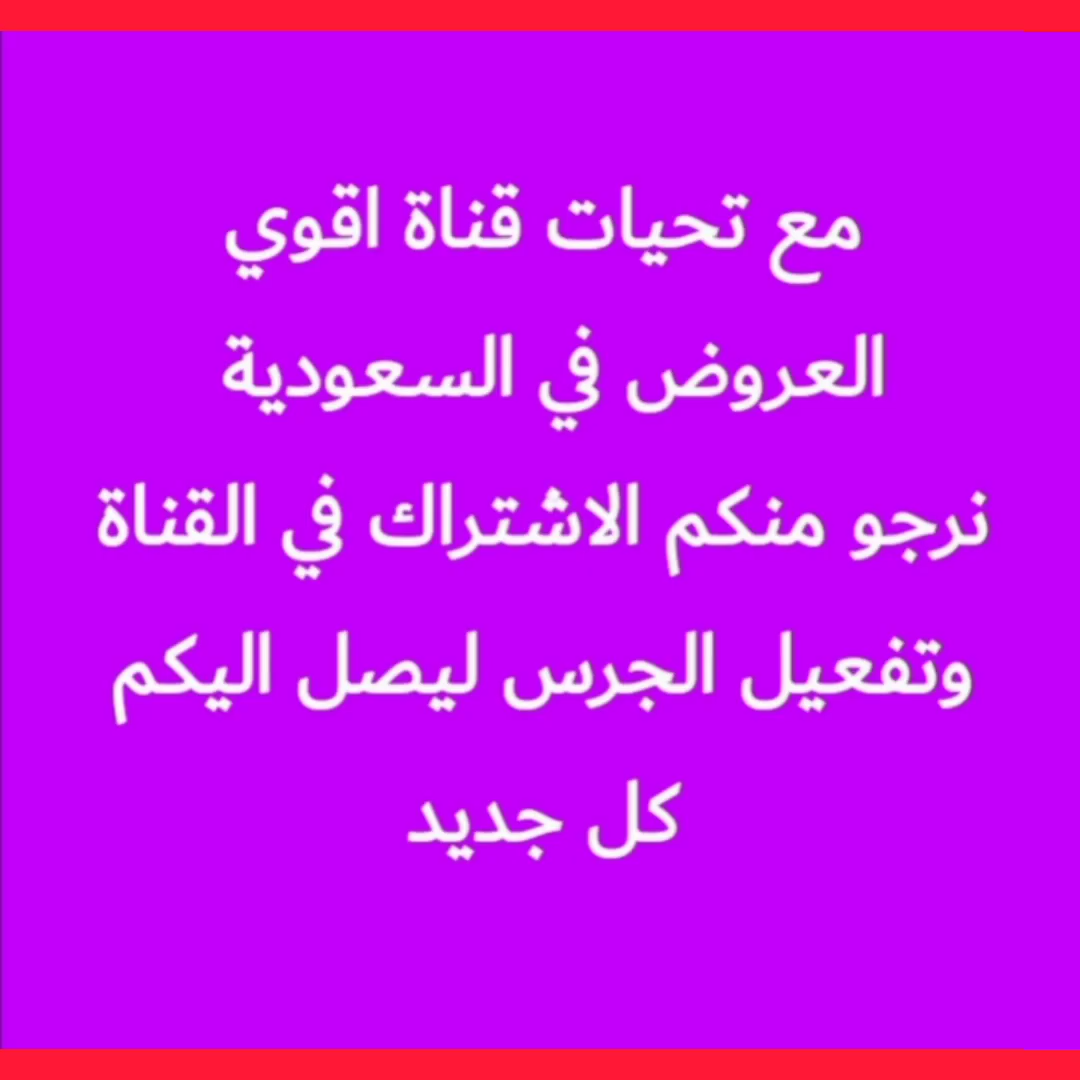 مع تحيات قناة اقوي
العروض في السعودية
نرجو منكم الاشتراك في القناة
وتفعيل الجرس ليصل اليكم
كل جديد